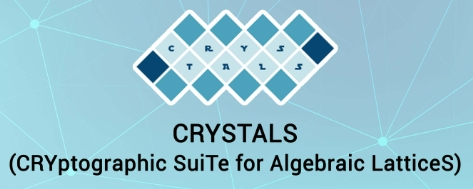 CRYS
TALS
CRYSTALS
(CRYptographic SuiTe for Algebraic LatticeS)